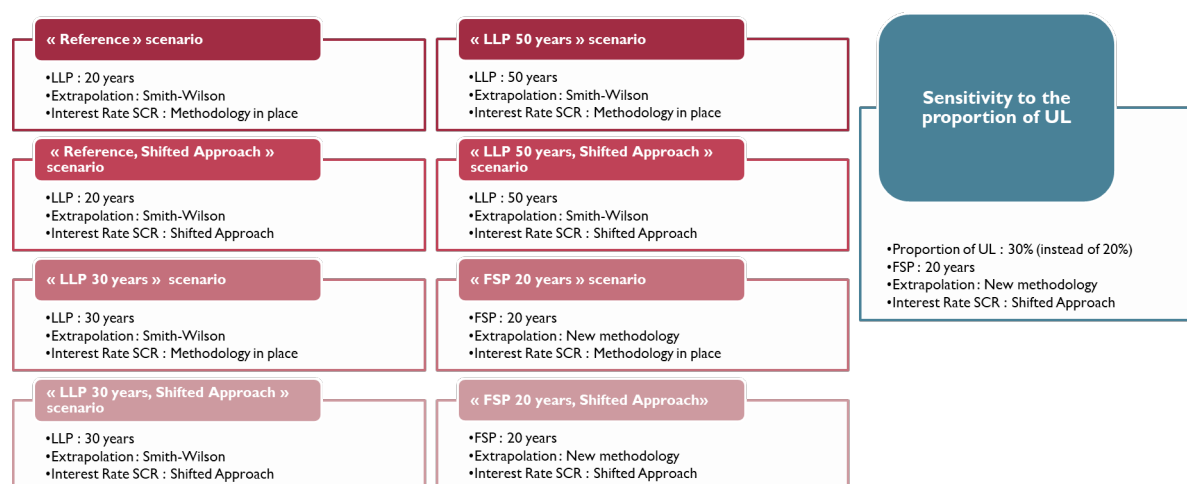 « Reference » scenario
•LLP : 20 years
•Extrapolation : Smith-Wilson
•Interest Rate SCR : Methodology in place
« Reference, Shifted Approach »
scenario
•LLP : 20 years
•Extrapolation : Smith-Wilson
•Interest Rate SCR : Shifted Approach
« LLP 30 years » scenario
•LLP : 30 years
•Extrapolation : Smith-Wilson
•Interest Rate SCR : Methodology in place
« LLP 30 years, Shifted Approach »
scenario
•LLP : 30 years
•Extrapolation : Smith-Wilson
•Interest Rate SCR : Shifted Approach
« LLP 50 years » scenario
•LLP : 50 years
•Extrapolation : Smith-Wilson
•Interest Rate SCR : Methodology in place
« LLP 50 years, Shifted Approach »
scenario
•LLP : 50 years
•Extrapolation : Smith-Wilson
•Interest Rate SCR : Shifted Approach
« FSP 20 years » scenario
•FSP : 20 years
•Extrapolation : New methodology
•Interest Rate SCR : Methodology in place
« FSP 20 years, Shifted Approach»
•FSP : 20 years
•Extrapolation : New methodology
•Interest Rate SCR : Shifted Approach
Sensitivity to the
proportion of UL
•Proportion of UL : 30% (instead of 20%)
•FSP : 20 years
•Extrapolation : New methodology
•Interest Rate SCR : Shifted Approach